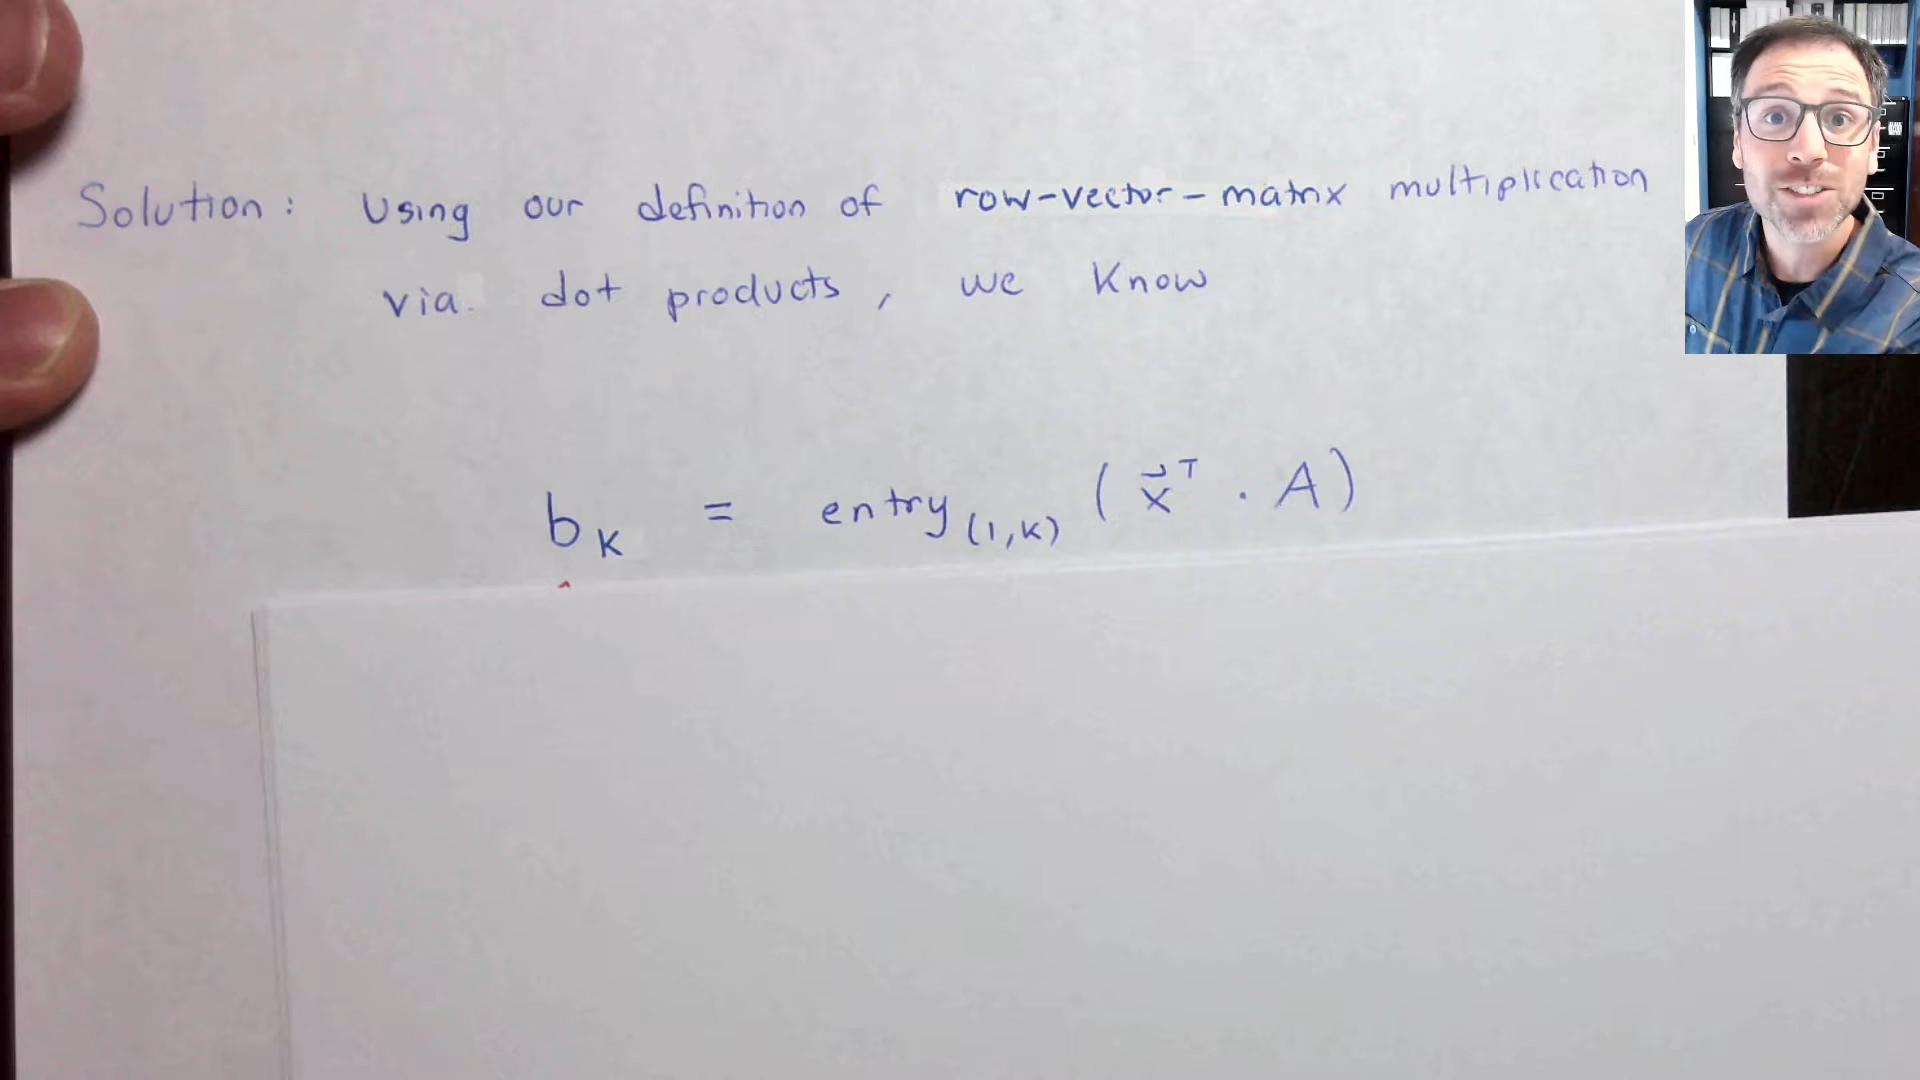 Solution: Using our definition of row-vector-matrix multiplication
via. dot products, we know
b_K = entry_(1,K) ( x⃗^T · A )